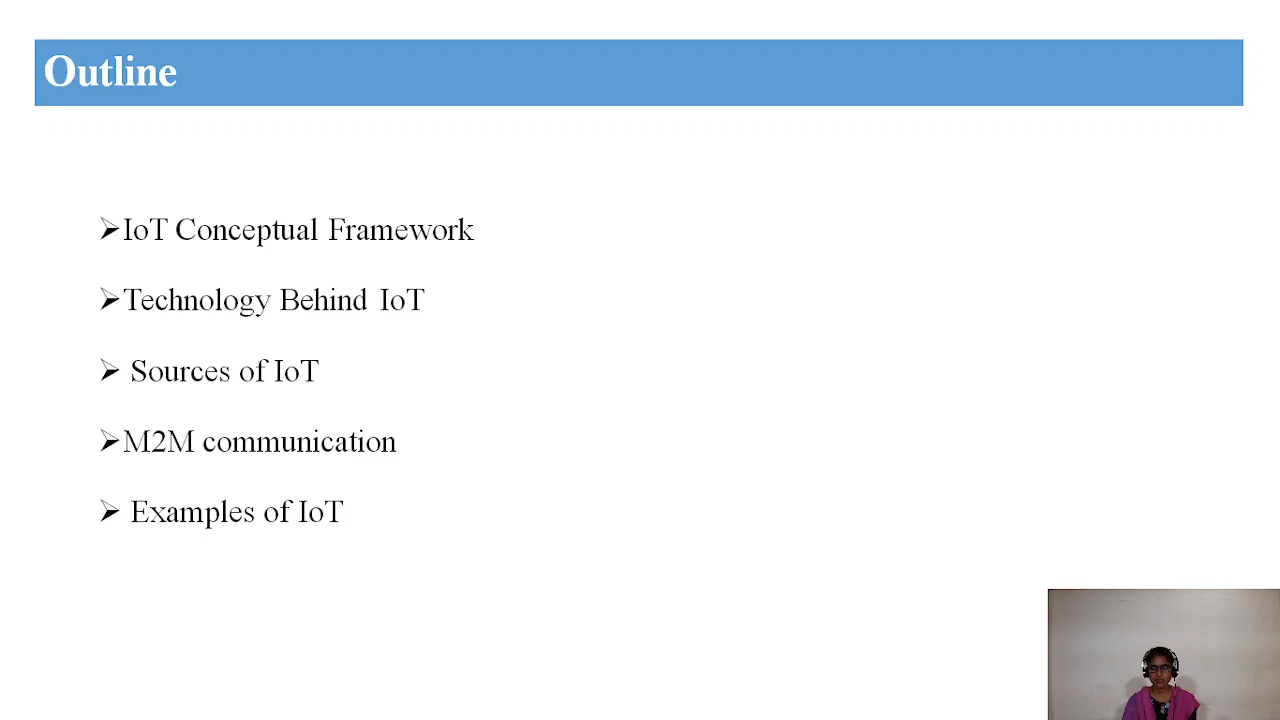 Outline
➢IoT Conceptual Framework
➢Technology Behind IoT
➢ Sources of IoT
➢M2M communication
➢ Examples of IoT